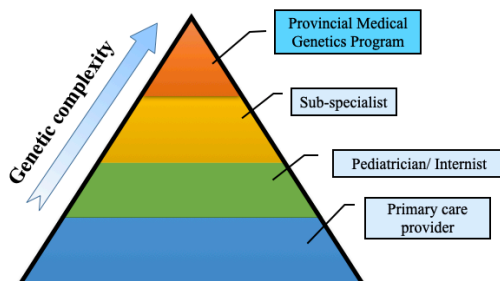 Provincial Medical
Genetics Program
Genetic complexity
Sub-specialist
Pediatrician/ Internist
Primary care
provider